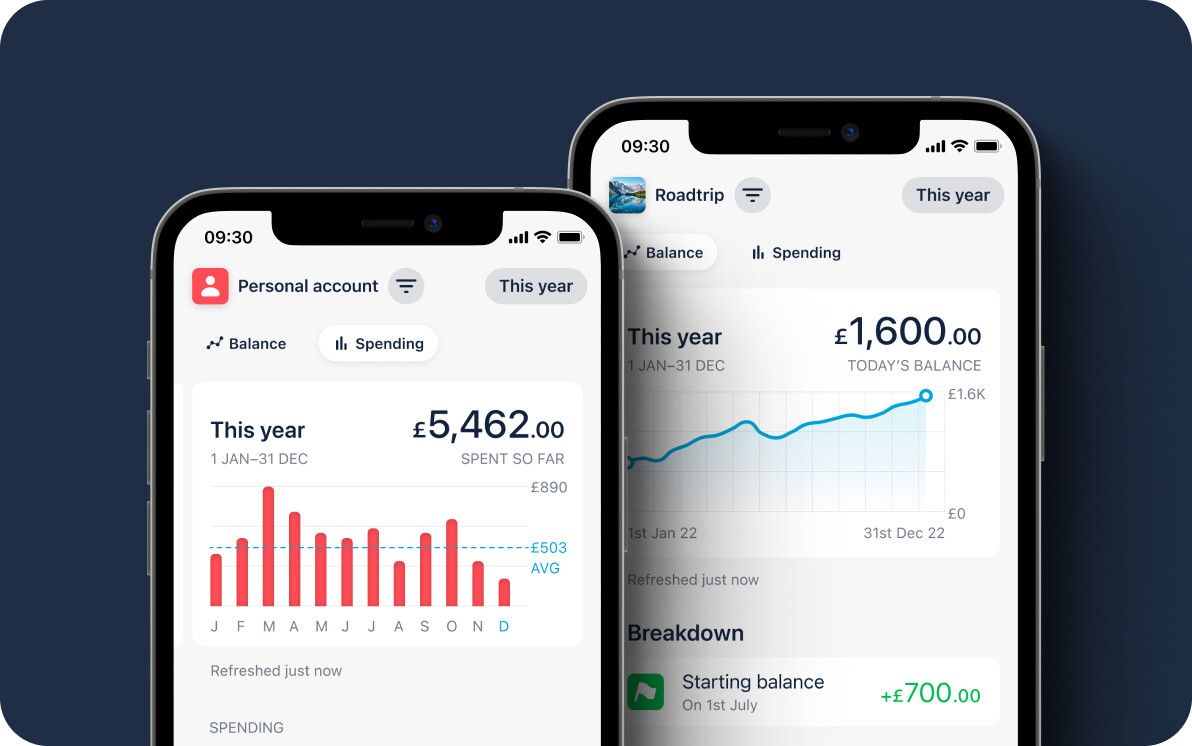 09:30
Personal account
This year
Balance
Spending
This year
£5,462.00
1 JAN–31 DEC
SPENT SO FAR
£890
£503
AVG
J F M A M J J A S O N D
Refreshed just now
SPENDING
09:30
Roadtrip
This year
Balance
Spending
This year
£1,600.00
1 JAN–31 DEC
TODAY'S BALANCE
£1.6K
£0
1st Jan 22
31st Dec 22
Refreshed just now
Breakdown
Starting balance
+£700.00
On 1st July